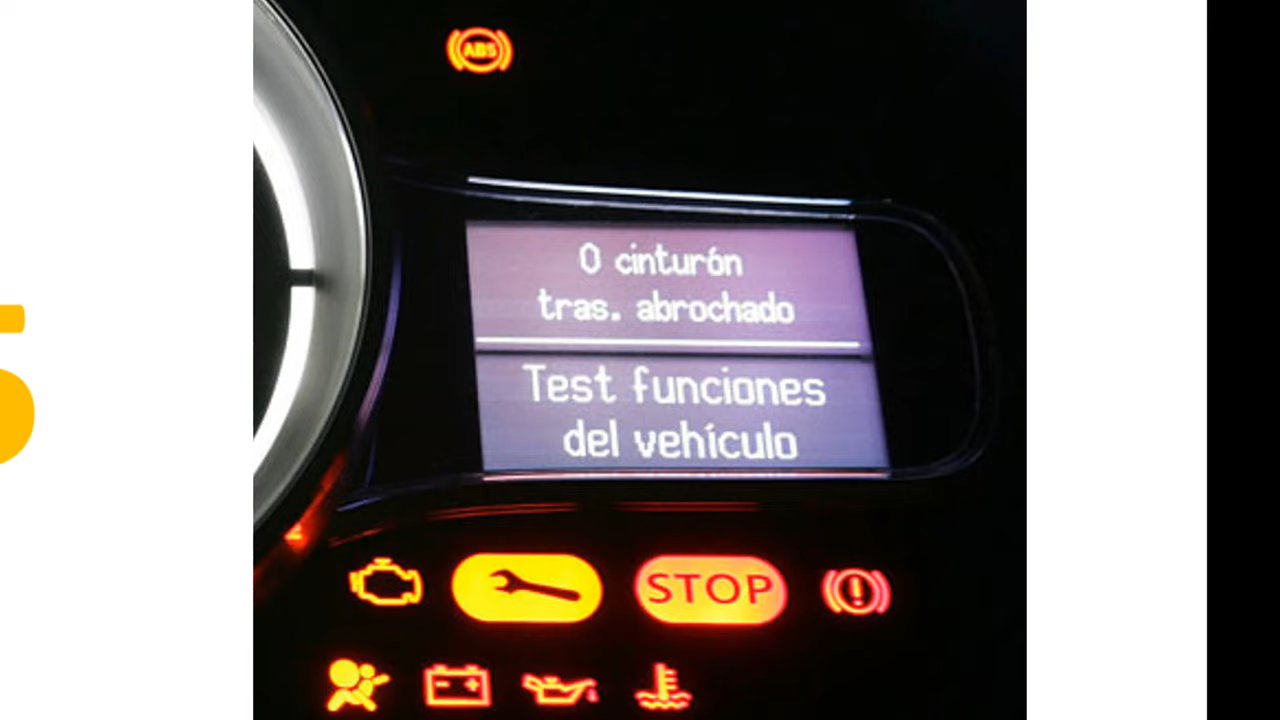 ABS
0 cinturón
tras. abrochado
Test funciones
del vehículo
STOP